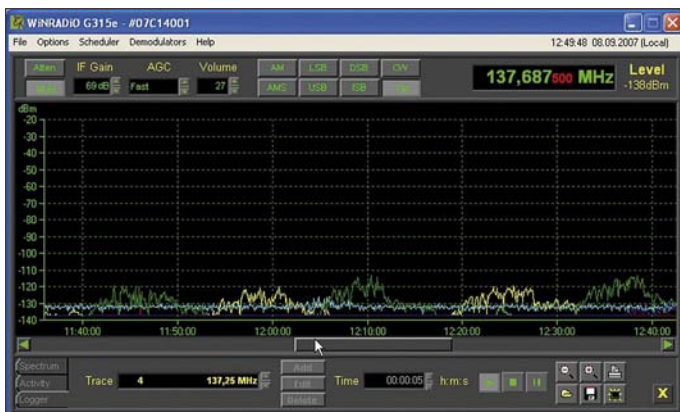 WiNRADiO G315e - #07C14001
File Options Scheduler Demodulators Help 12:49:48 08.09.2007 (Local)
Atten IF Gain AGC Volume AM LSB DSB CW 137,687500 MHz Level
69 dB Fast 27 AMS USB ISB -138dBm
dBm
-20
-30
-40
-50
-60
-70
-80
-90
-100
-110
-120
-130
-140
11:40:00 11:50:00 12:00:00 12:10:00 12:20:00 12:30:00 12:40:00
Spectrum
Activity
Logger
Trace 4 137,25 MHz
Add
Edit
Delete
Time 00:00:05 h:m:s
X